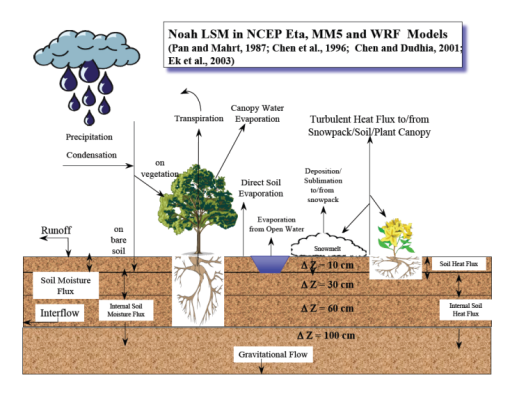 Noah LSM in NCEP Eta, MM5 and WRF Models
(Pan and Mahrt, 1987; Chen et al., 1996; Chen and Dudhia, 2001;
Ek et al., 2003)
Precipitation
Condensation
on
vegetation
Transpiration
Canopy Water
Evaporation
Turbulent Heat Flux to/from
Snowpack/Soil/Plant Canopy
Deposition/
Sublimation
to/from
snowpack
Direct Soil
Evaporation
Evaporation
from Open Water
on
bare
soil
Runoff
Snowmelt
Δ Z = 10 cm
Soil Heat Flux
Soil Moisture
Flux
Δ Z = 30 cm
Internal Soil
Moisture Flux
Interflow
Δ Z = 60 cm
Internal Soil
Heat Flux
Δ Z = 100 cm
Gravitational Flow